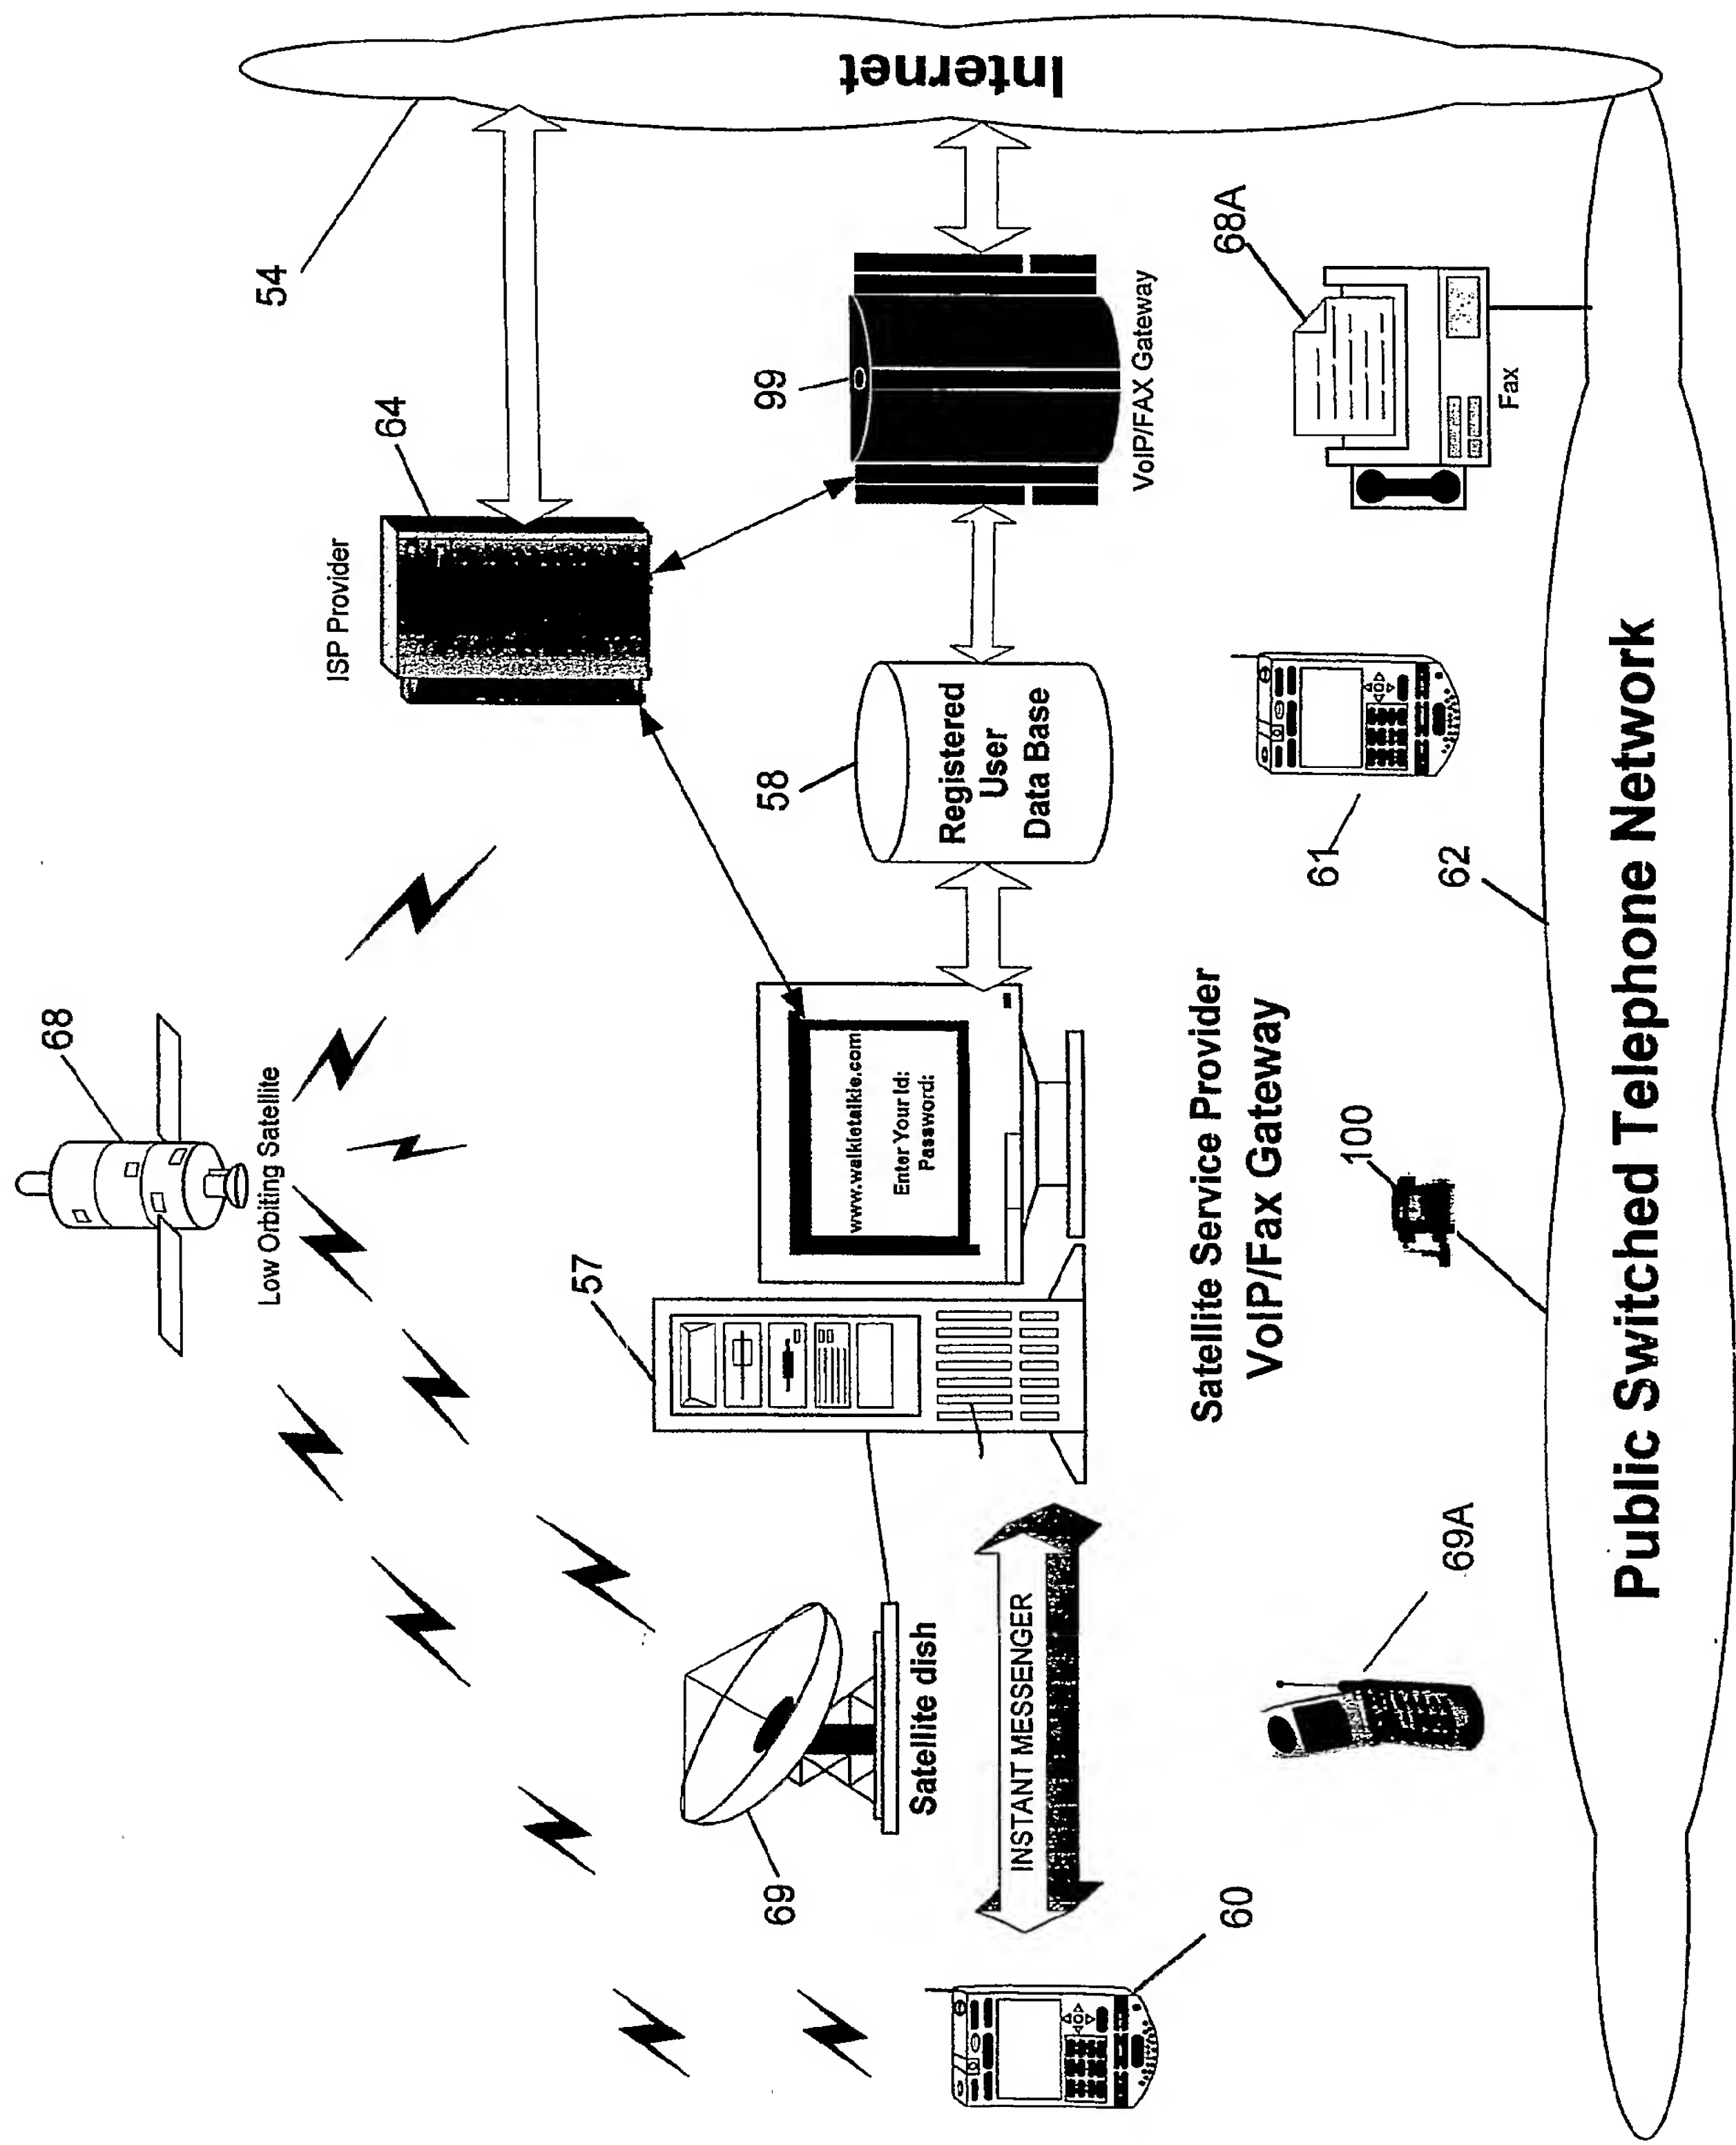 68
Low Orbiting Satellite
54
64
ISP Provider
Internet
57
58
99
69
Satellite dish
www.walkietalkie.com
Enter Your Id:
Password:
Registered
User
Data Base
VoIP/FAX Gateway
INSTANT MESSENGER
60
Satellite Service Provider
VoIP/Fax Gateway
68A
Fax
61
69A
100
62
Public Switched Telephone Network